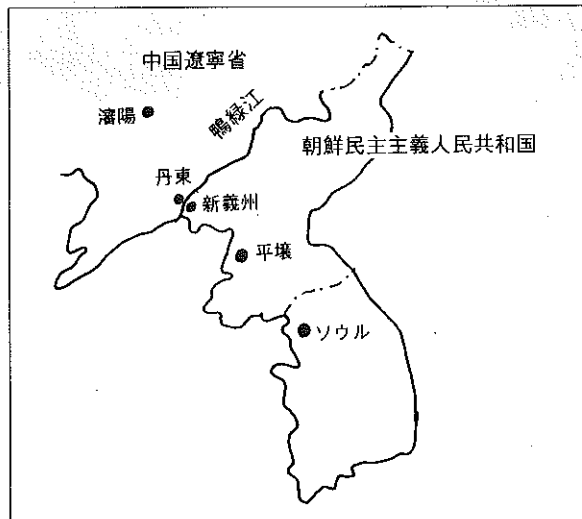 中国遼寧省
瀋陽
鴨緑江
朝鮮民主主義人民共和国
丹東
新義州
平壌
ソウル